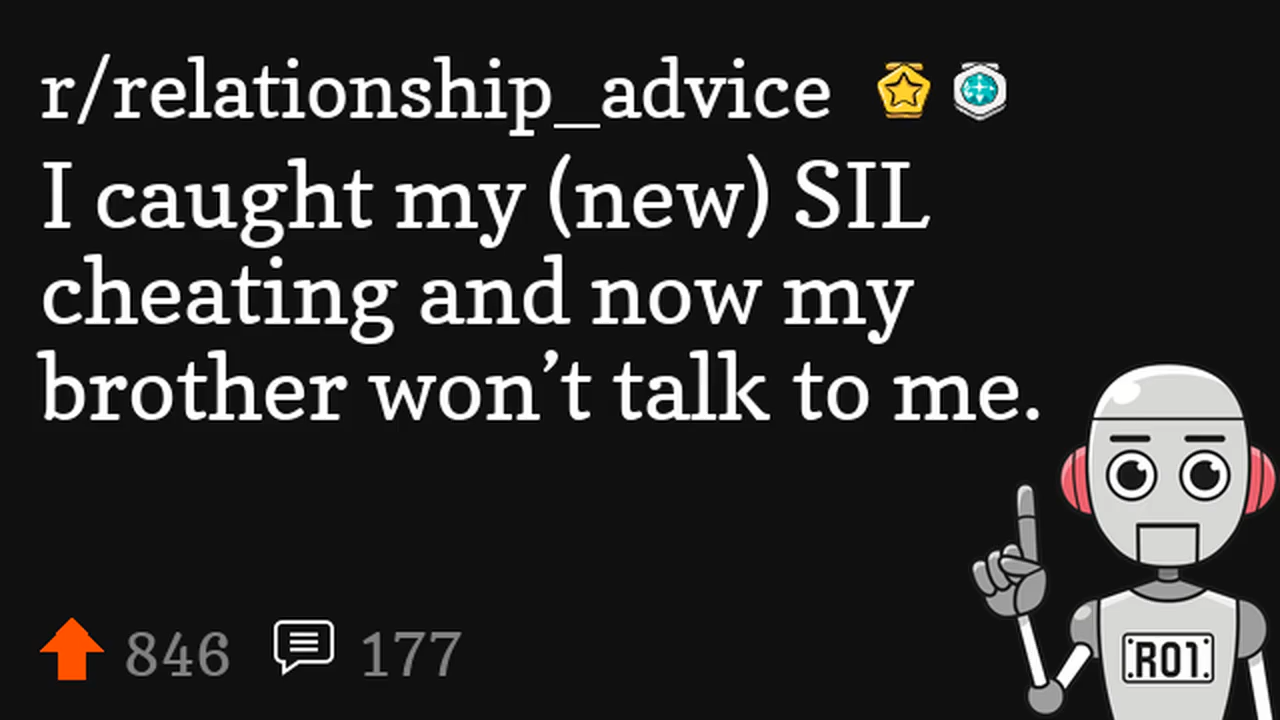 r/relationship_advice
I caught my (new) SIL
cheating and now my
brother won’t talk to me.
846 177
R01